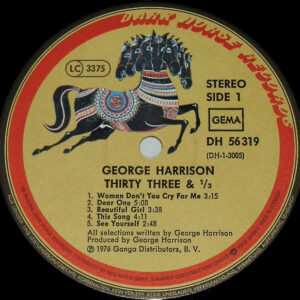 DARK HORSE RECORDS
LC 3375
STEREO
SIDE 1
GEMA
DH 56319
(DH-1-3005)
GEORGE HARRISON
THIRTY THREE & 1/3
1. Woman Don't You Cry For Me 3:15
2. Dear One 5:08
3. Beautiful Girl 3:38
4. This Song 4:11
5. See Yourself 2:48
All selections written by George Harrison
Produced by George Harrison
℗ 1976 Ganga Distributors, B. V.